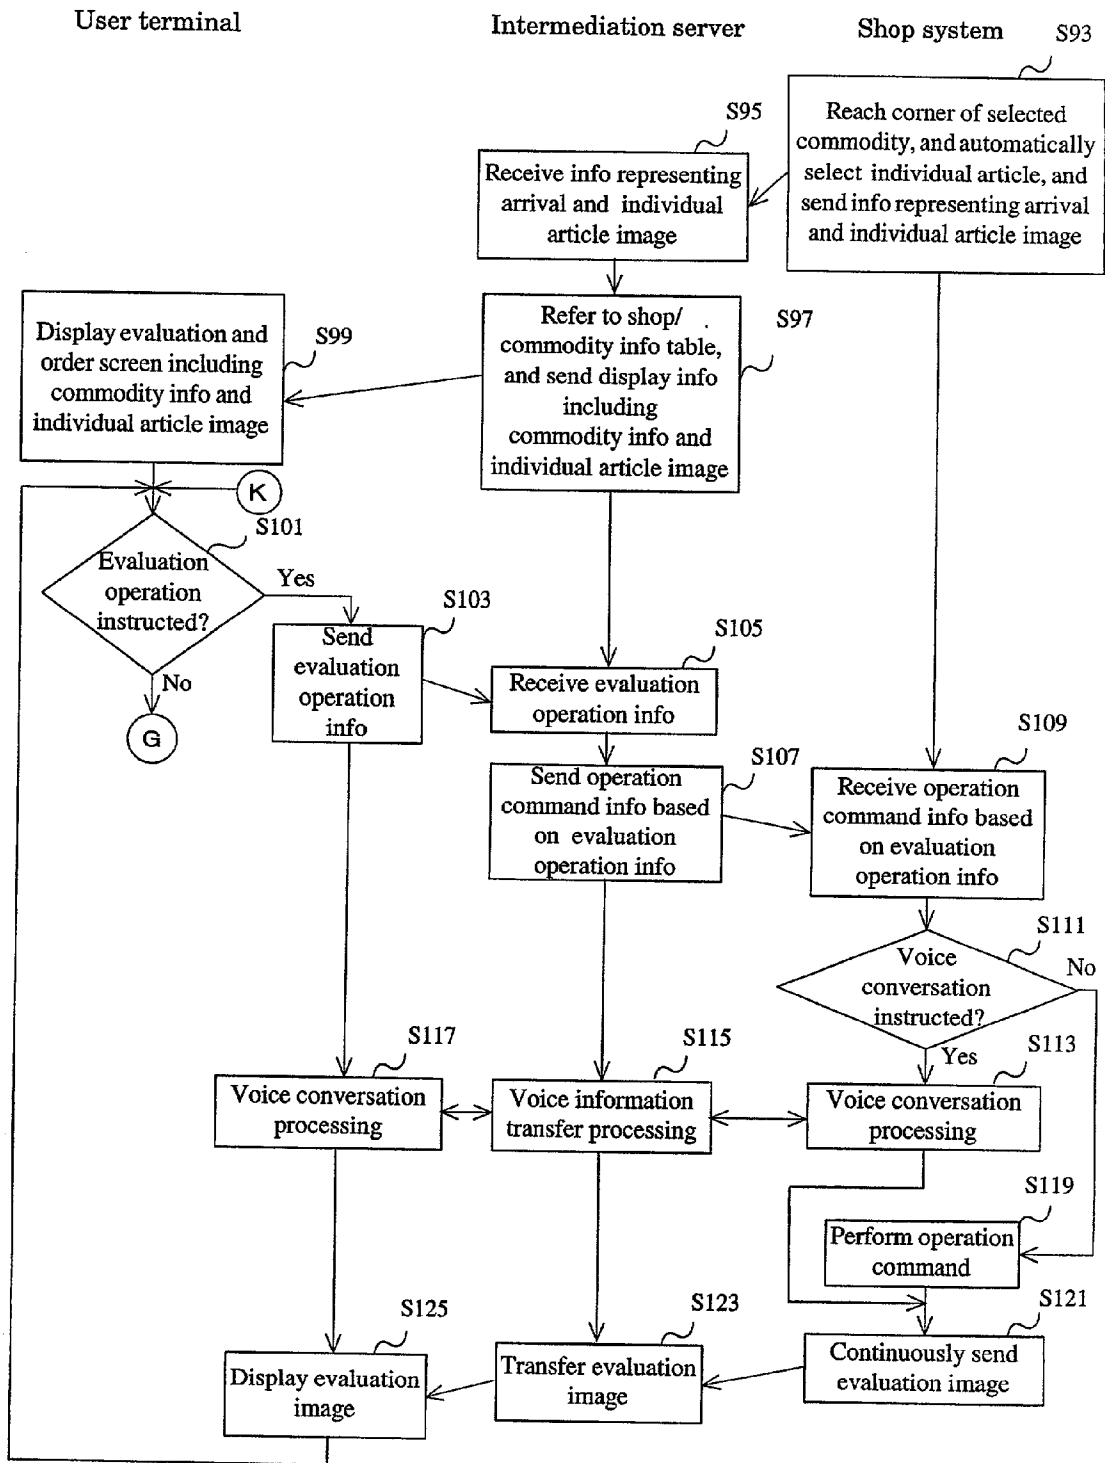 User terminal
Intermediation server
Shop system
S93
Reach corner of selected
commodity, and automatically
select individual article, and
send info representing arrival
and individual article image
S95
Receive info representing
arrival and individual
article image
S97
Refer to shop/
commodity info table,
and send display info
including
commodity info and
individual article image
S99
Display evaluation and
order screen including
commodity info and
individual article image
K
S101
Evaluation
operation
instructed?
Yes
No
G
S103
Send
evaluation
operation
info
S105
Receive evaluation
operation info
S107
Send operation
command info based
on evaluation
operation info
S109
Receive operation
command info based
on evaluation
operation info
S111
Voice
conversation
instructed?
No
Yes
S113
Voice conversation
processing
S115
Voice information
transfer processing
S117
Voice conversation
processing
S119
Perform operation
command
S121
Continuously send
evaluation image
S123
Transfer evaluation
image
S125
Display evaluation
image